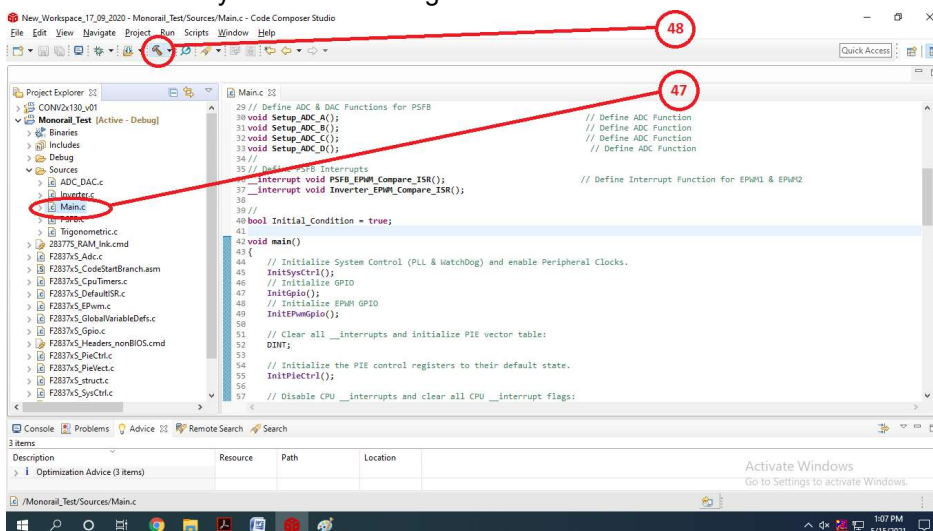 New_Workspace_17_09_2020 - Monorail_Test/Sources/Main.c - Code Composer Studio
File Edit View Navigate Project Run Scripts Window Help
48
Quick Access
Project Explorer
Main.c
47
CONV2x130_v01
Monorail_Test [Active - Debug]
Binaries
Includes
Debug
Sources
ADC_DAC.c
Inverter.c
Main.c
PSFB.c
Trigonometric.c
28377S_RAM_lnk.cmd
F2837xS_Adc.c
F2837xS_CodeStartBranch.asm
F2837xS_CpuTimers.c
F2837xS_DefaultISR.c
F2837xS_EPwm.c
F2837xS_GlobalVariableDefs.c
F2837xS_Gpio.c
F2837xS_Headers_nonBIOS.cmd
F2837xS_PieCtrl.c
F2837xS_PieVect.c
F2837xS_struct.c
F2837xS_SysCtrl.c
29 // Define ADC & DAC Functions for PSFB
30 void Setup_ADC_A(); // Define ADC Function
31 void Setup_ADC_B(); // Define ADC Function
32 void Setup_ADC_C(); // Define ADC Function
33 void Setup_ADC_D(); // Define ADC Function
34 //
35 // Define PSFB Interrupts
__interrupt void PSFB_EPWM_Compare_ISR(); // Define Interrupt Function for EPWM1 & EPWM2
37 __interrupt void Inverter_EPWM_Compare_ISR();
38
39 //
40 bool Initial_Condition = true;
41
42 void main()
43 {
44 // Initialize System Control (PLL & WatchDog) and enable Peripheral Clocks.
45 InitSysCtrl();
46 // Initialize GPIO
47 InitGpio();
48 // Initialize EPWM GPIO
49 InitEPwmGpio();
50
51 // Clear all __interrupts and initialize PIE vector table:
52 DINT;
53
54 // Initialize the PIE control registers to their default state.
55 InitPieCtrl();
56
57 // Disable CPU __interrupts and clear all CPU __interrupt flags:
Console Problems Advice Remote Search Search
3 items
Description Resource Path Location
i Optimization Advice (3 items)
Activate Windows
Go to Settings to activate Windows.
/Monorail_Test/Sources/Main.c
1:07 PM
5/15/2021